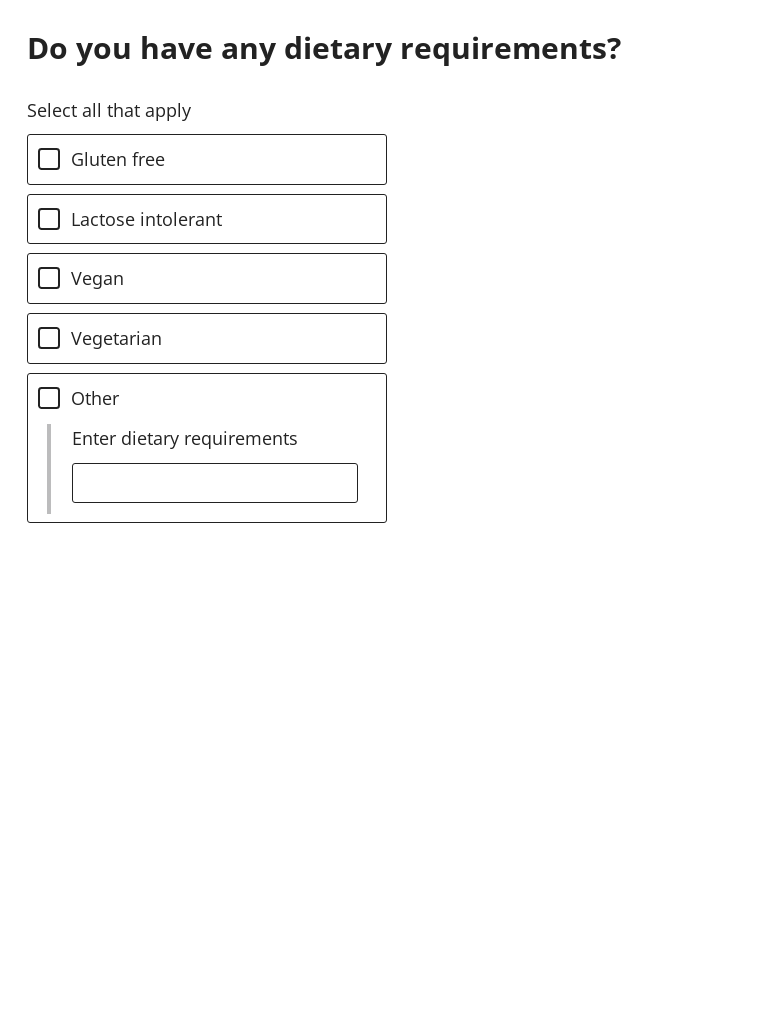 Do you have any dietary requirements?
Select all that apply
Gluten free
Lactose intolerant
Vegan
Vegetarian
Other
Enter dietary requirements